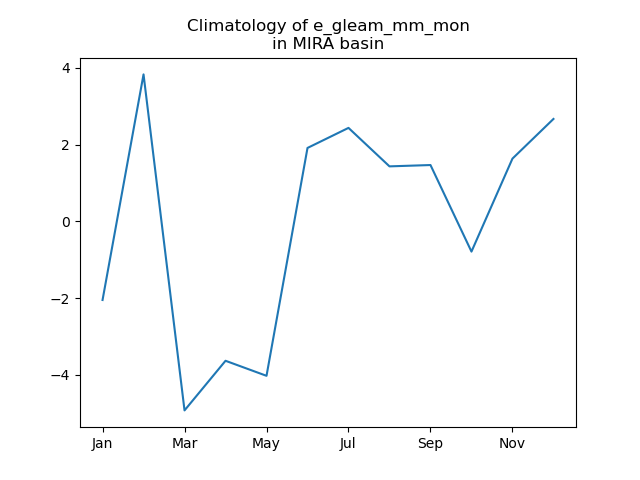 Climatology of e_gleam_mm_mon
in MIRA basin
4
2
0
−2
−4
Jan
Mar
May
Jul
Sep
Nov